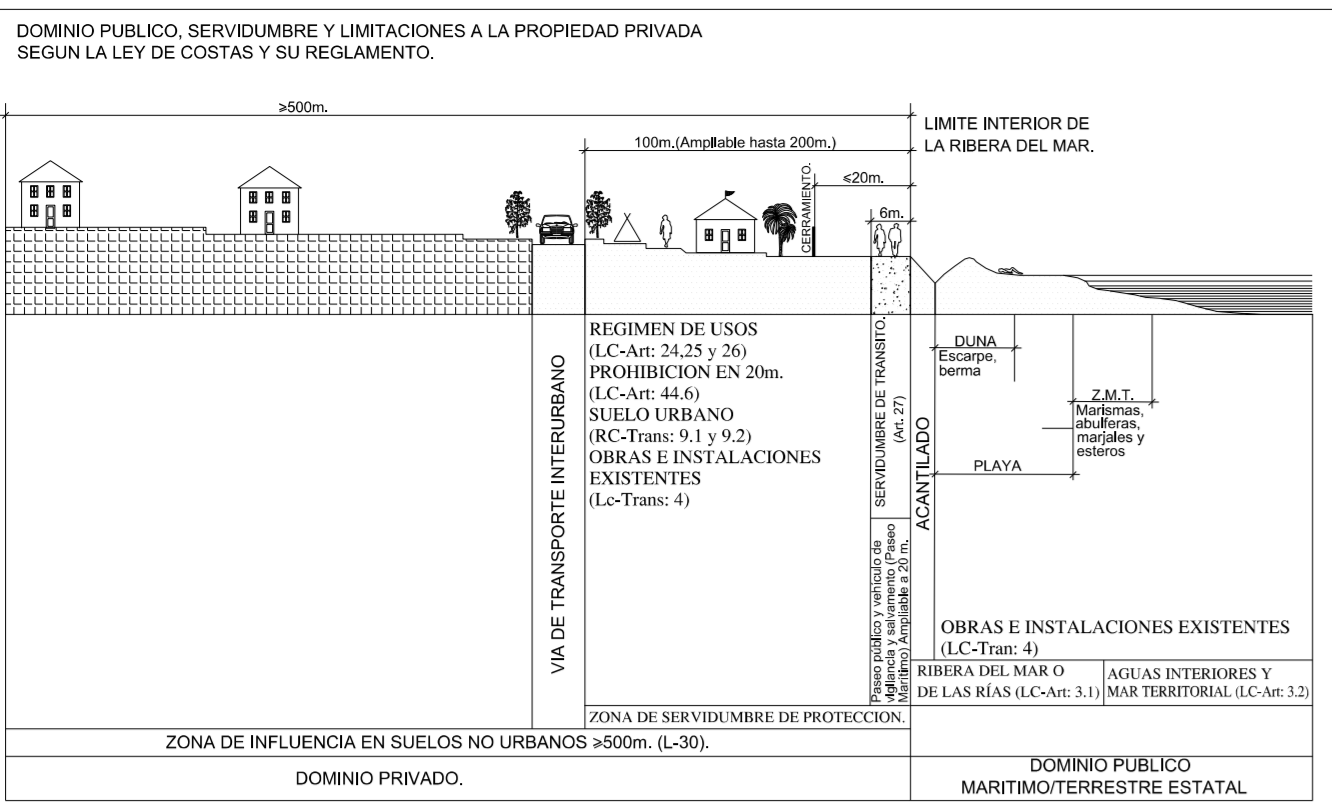 DOMINIO PUBLICO, SERVIDUMBRE Y LIMITACIONES A LA PROPIEDAD PRIVADA
SEGUN LA LEY DE COSTAS Y SU REGLAMENTO.
≥500m.
LIMITE INTERIOR DE
LA RIBERA DEL MAR.
100m.(Ampliable hasta 200m.)
CERRAMIENTO.
≤20m.
6m.
VIA DE TRANSPORTE INTERURBANO
REGIMEN DE USOS
(LC-Art: 24,25 y 26)
PROHIBICION EN 20m.
(LC-Art: 44.6)
SUELO URBANO
(RC-Trans: 9.1 y 9.2)
OBRAS E INSTALACIONES
EXISTENTES
(Lc-Trans: 4)
SERVIDUMBRE DE TRANSITO.
(Art. 27)
Paseo público y vehículo de
vigilancia y salvamento (Paseo
Marítimo) Ampliable a 20 m.
ACANTILADO
DUNA
Escarpe,
berma
Z.M.T.
Marismas,
abulferas,
marjales y
esteros
PLAYA
OBRAS E INSTALACIONES EXISTENTES
(LC-Tran: 4)
RIBERA DEL MAR O
DE LAS RÍAS (LC-Art: 3.1)
AGUAS INTERIORES Y
MAR TERRITORIAL (LC-Art: 3.2)
ZONA DE SERVIDUMBRE DE PROTECCION.
ZONA DE INFLUENCIA EN SUELOS NO URBANOS ≥500m. (L-30).
DOMINIO PRIVADO.
DOMINIO PUBLICO
MARITIMO/TERRESTRE ESTATAL